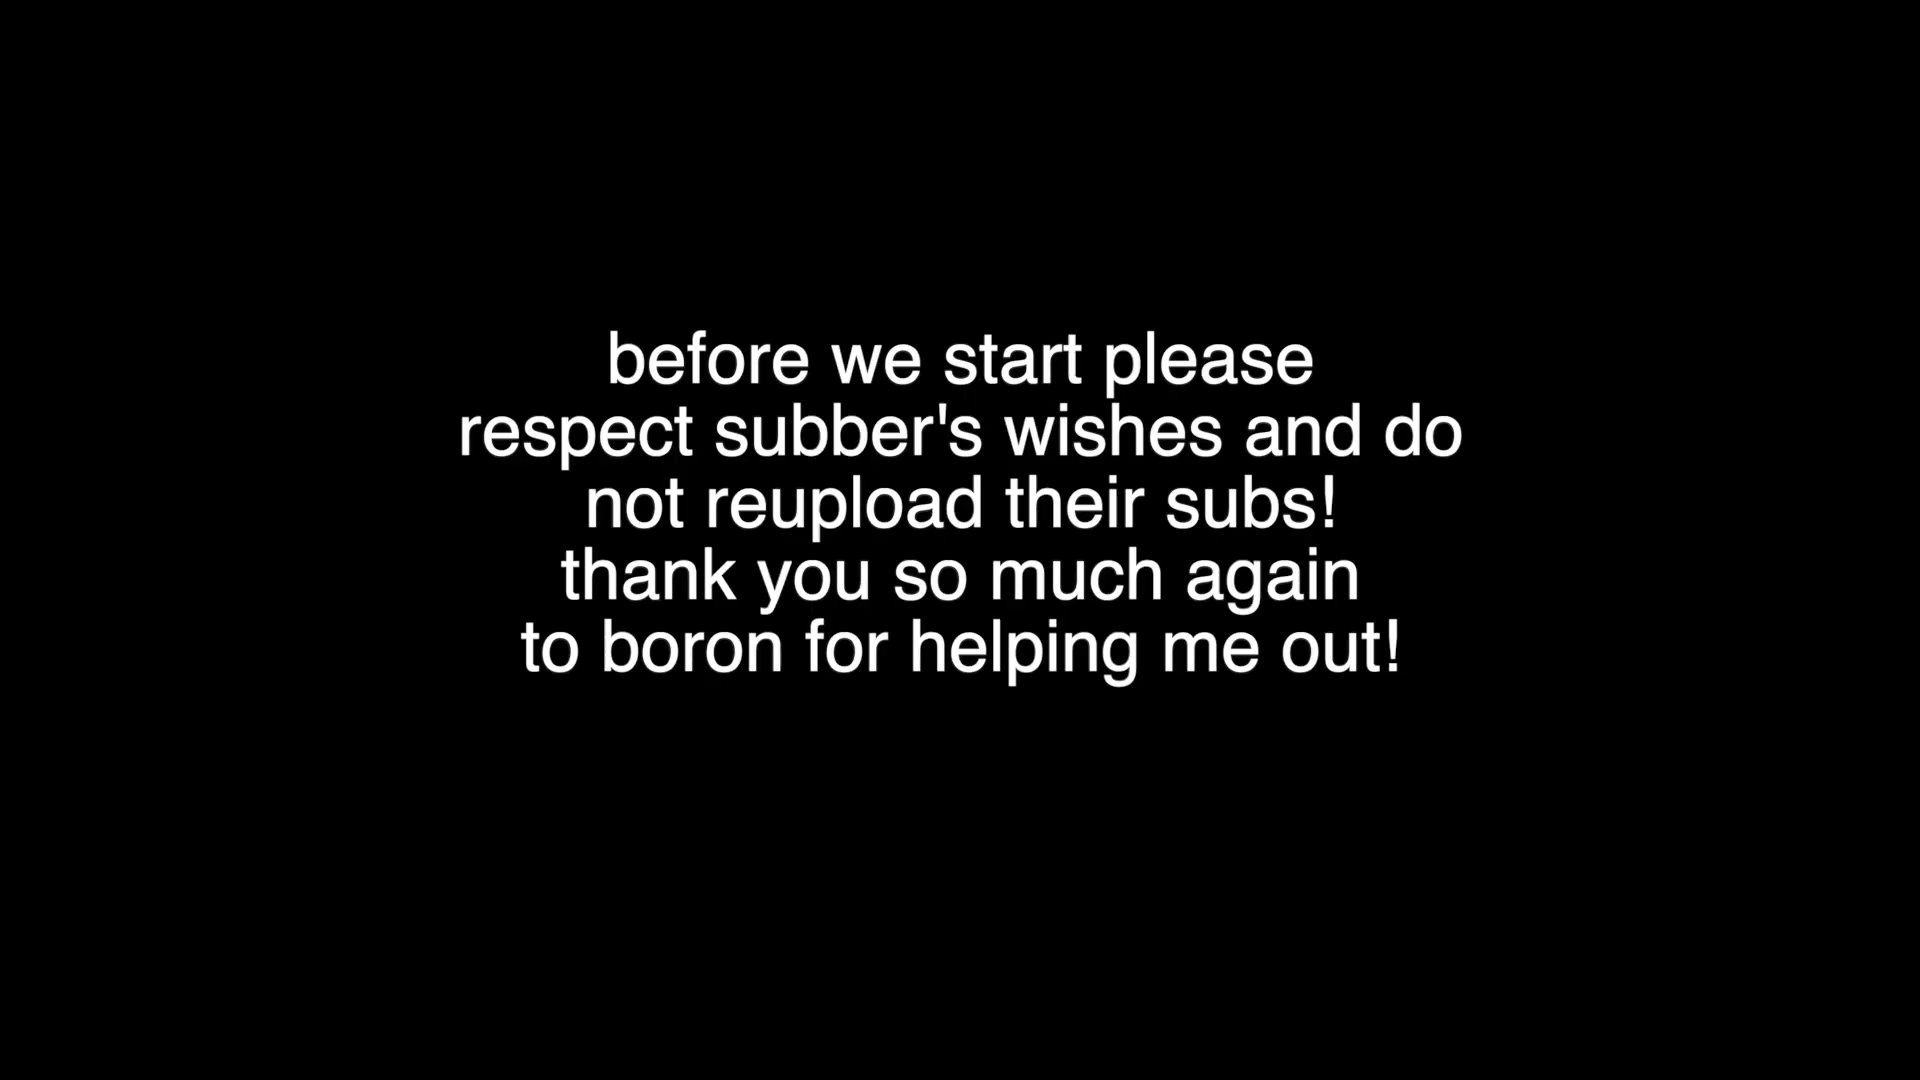 before we start please
respect subber's wishes and do
not reupload their subs!
thank you so much again
to boron for helping me out!